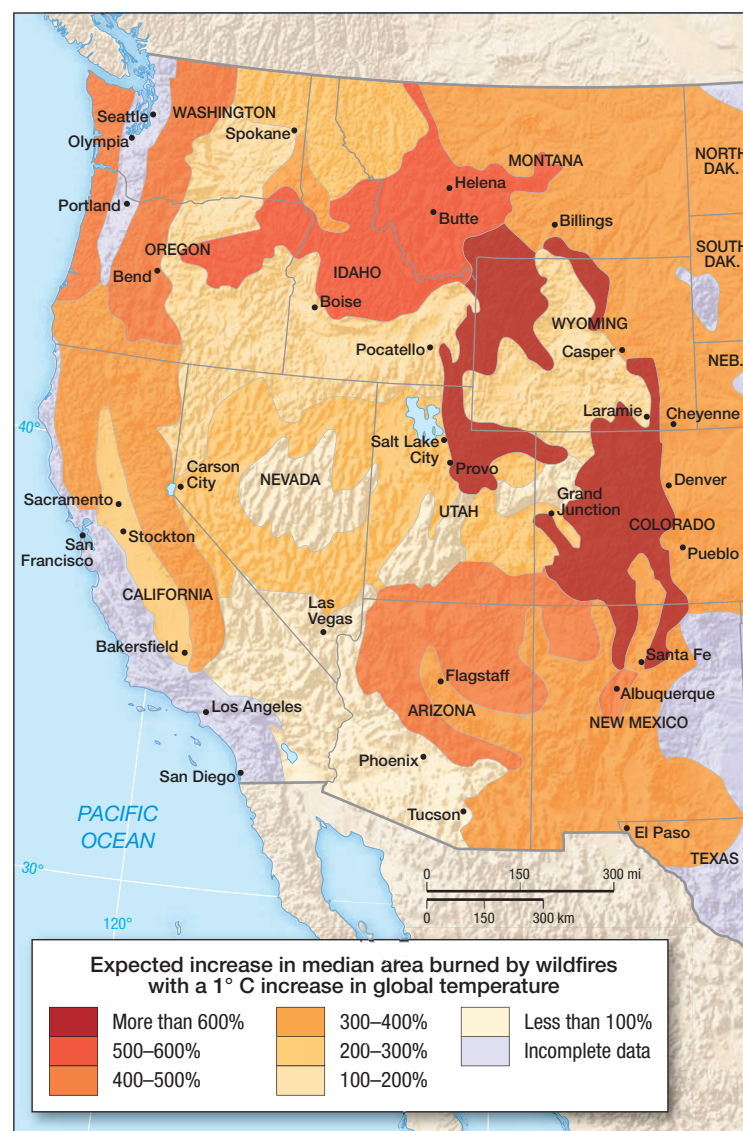 Seattle
WASHINGTON
Olympia
Spokane
MONTANA
NORTH
DAK.
Helena
Portland
Butte
Billings
SOUTH
DAK.
OREGON
Bend
IDAHO
Boise
WYOMING
Pocatello
Casper
NEB.
Laramie
Cheyenne
40°
Salt Lake
City
Carson
City
NEVADA
Provo
Denver
Grand
Junction
Sacramento
UTAH
COLORADO
Stockton
San
Francisco
Pueblo
CALIFORNIA
Las
Vegas
Bakersfield
Santa Fe
Flagstaff
Albuquerque
Los Angeles
ARIZONA
NEW MEXICO
Phoenix
San Diego
Tucson
PACIFIC
OCEAN
El Paso
TEXAS
30°
0 150 300 mi
0 150 300 km
120°
Expected increase in median area burned by wildfires
with a 1° C increase in global temperature
More than 600%
500–600%
400–500%
300–400%
200–300%
100–200%
Less than 100%
Incomplete data